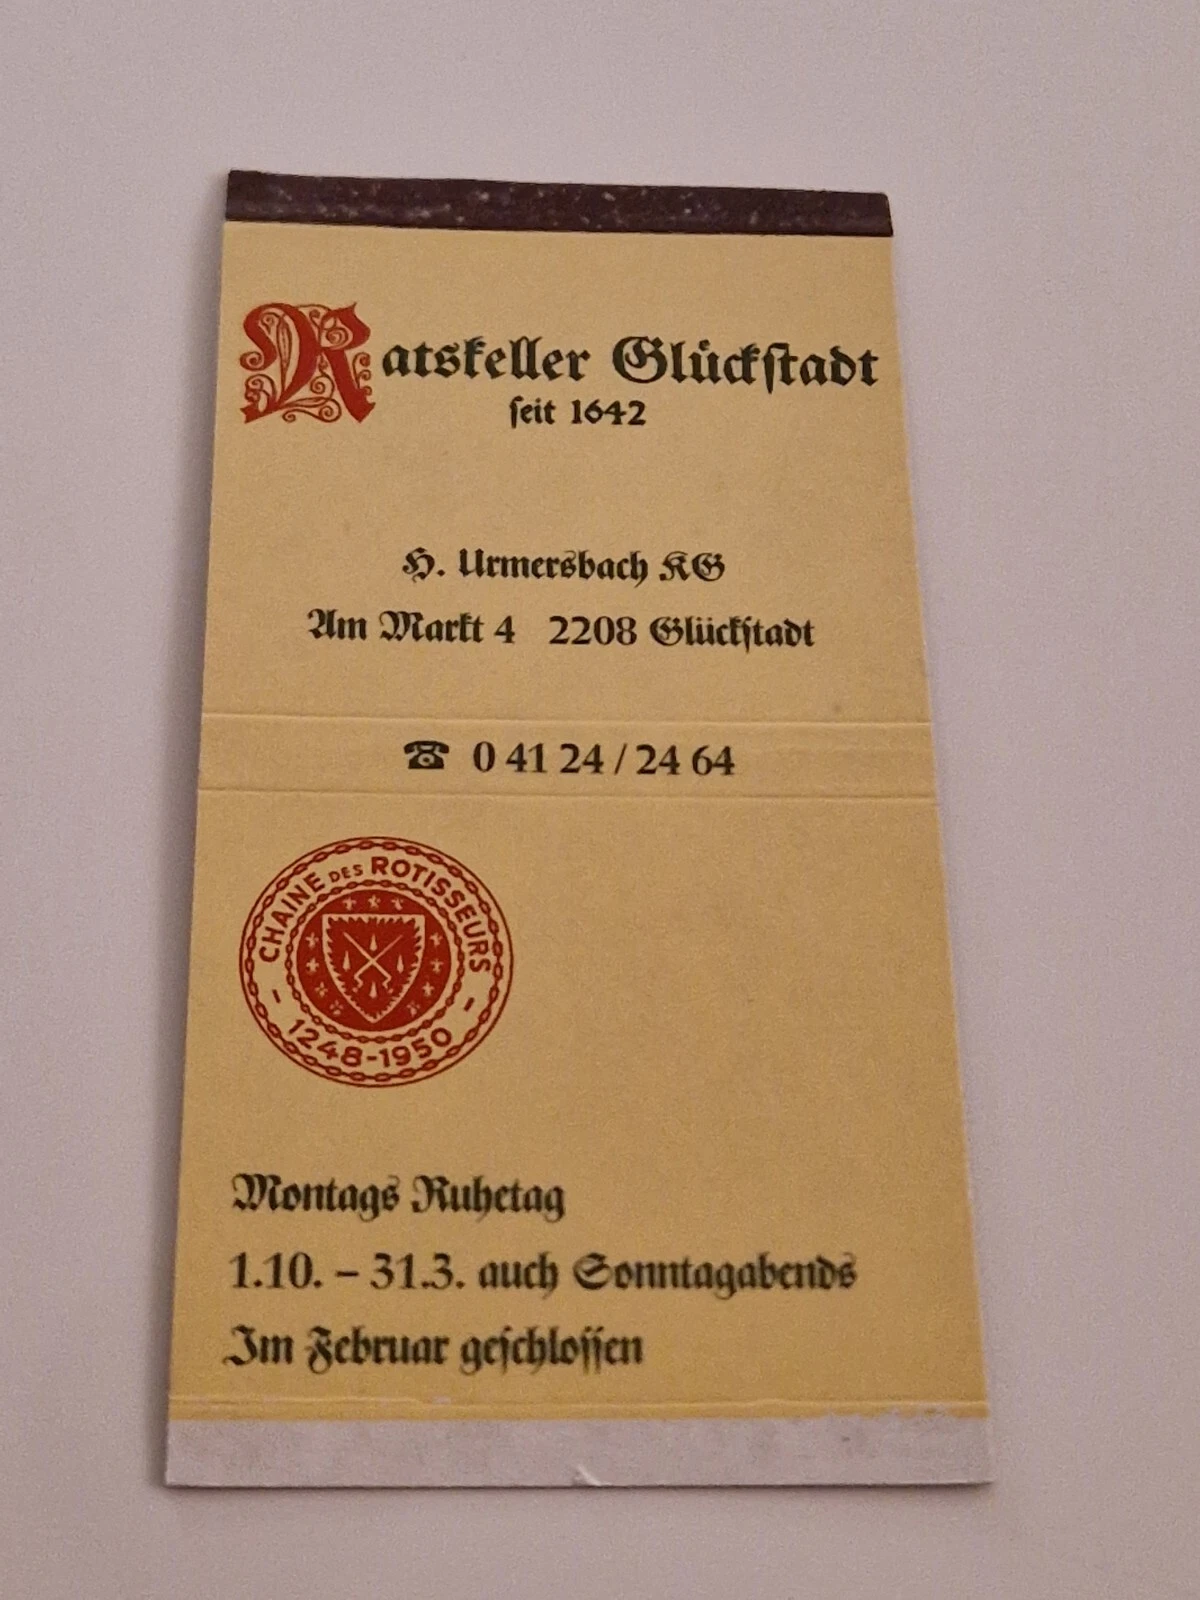 Ratskeller Glückstadt
seit 1642
H. Urmersbach KG
Am Markt 4 2208 Glückstadt
☎ 0 41 24 / 24 64
CHAINE DES ROTISSEURS
- 1248-1950 -
Montags Ruhetag
1.10. – 31.3. auch Sonntagabends
Im Februar geschlossen